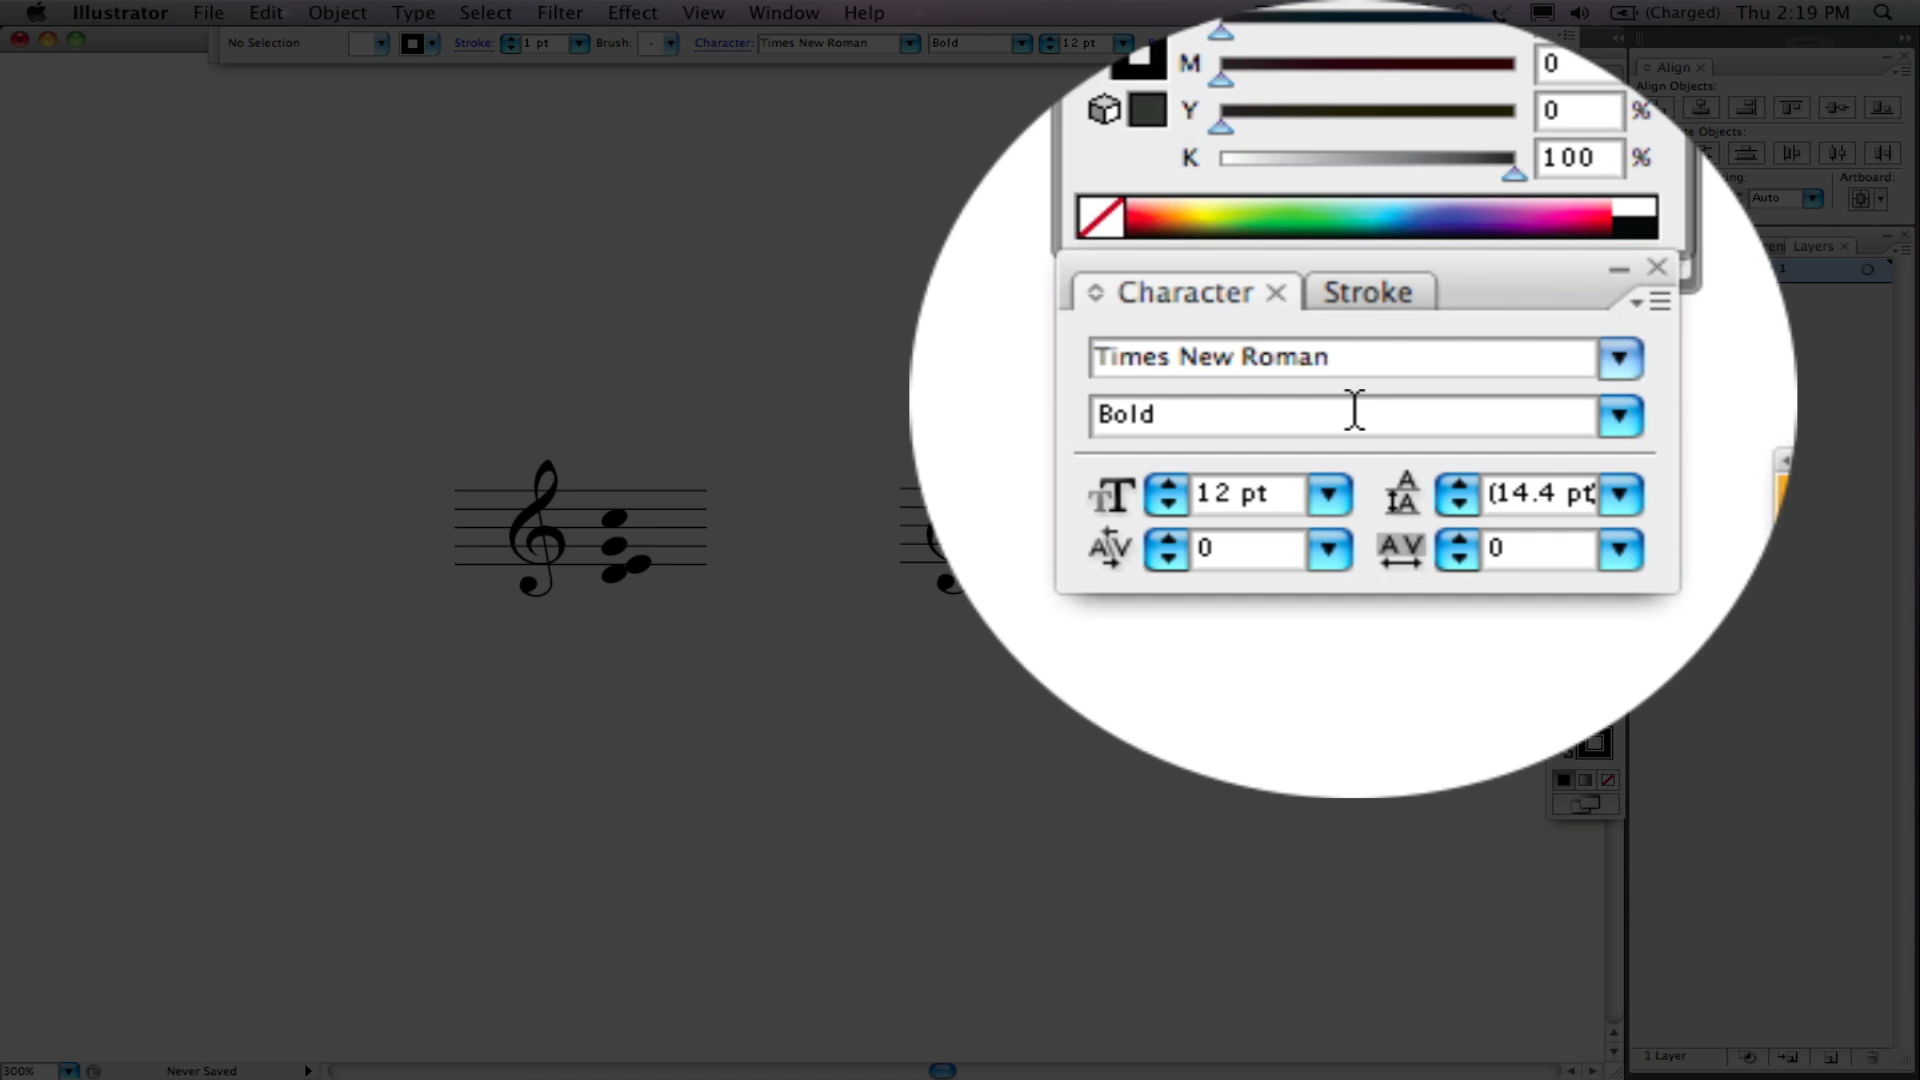 Illustrator File Edit Object Type Select Filter Effect View Window Help (Charged) Thu 2:19 PM
No Selection Stroke: 1 pt Brush: - Character: Times New Roman Bold 12 pt
M 0
Y 0 %
K 100 %
Character Stroke
Times New Roman
Bold
12 pt (14.4 pt
0 0
Align
Align Objects:
Objects:
Artboard:
Auto
Layers
1
300% Never Saved
1 Layer